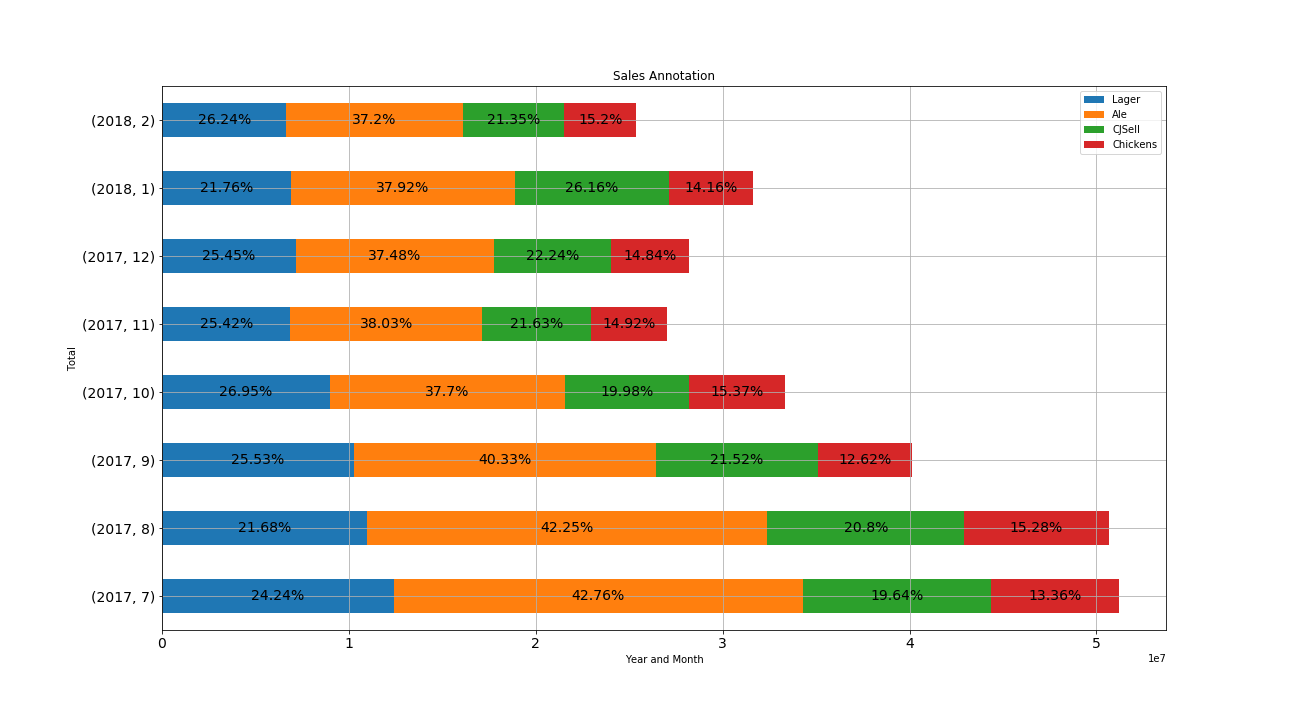 Sales Annotation
Lager
Ale
CJSell
Chickens
(2018, 2) 26.24% 37.2% 21.35% 15.2%
(2018, 1) 21.76% 37.92% 26.16% 14.16%
(2017, 12) 25.45% 37.48% 22.24% 14.84%
(2017, 11) 25.42% 38.03% 21.63% 14.92%
(2017, 10) 26.95% 37.7% 19.98% 15.37%
(2017, 9) 25.53% 40.33% 21.52% 12.62%
(2017, 8) 21.68% 42.25% 20.8% 15.28%
(2017, 7) 24.24% 42.76% 19.64% 13.36%
Total
0 1 2 3 4 5
Year and Month
1e7